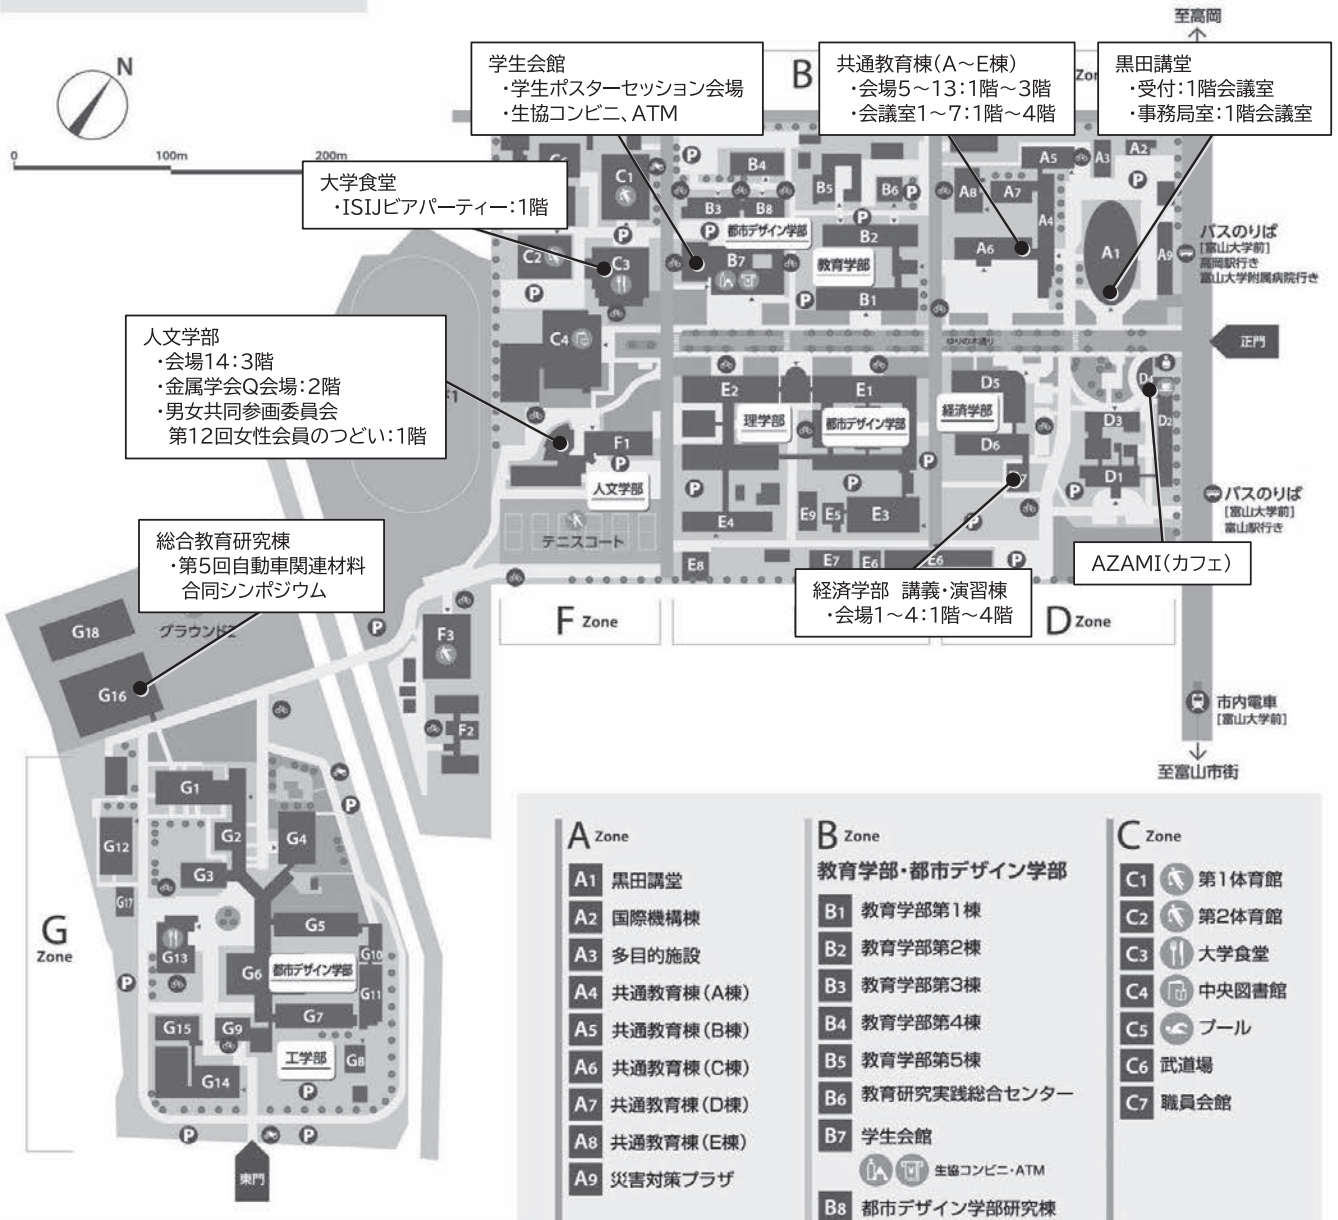 至高岡
N
0 100m 200m
学生会館
・学生ポスターセッション会場
・生協コンビニ、ATM
B
共通教育棟(A～E棟)
・会場5～13：1階～3階
・会議室1～7：1階～4階
黒田講堂
・受付：1階会議室
・事務局室：1階会議室
大学食堂
・ISIJビアパーティー：1階
C1
B4
B5
B6
A5
A3
A2
A8
A7
A4
B3
B8
都市デザイン学部
B2
A6
A1
A9
バスのりば
[富山大学前]
高岡駅行き
富山大学附属病院行き
C2
C3
B7
教育学部
B1
人文学部
・会場14：3階
・金属学会Q会場：2階
・男女共同参画委員会
第12回女性会員のつどい：1階
C4
ゆりの木通り
正門
E2
E1
D5
理学部
都市デザイン学部
経済学部
D3
D2
F1
D6
D1
人文学部
バスのりば
[富山大学前]
富山駅行き
E4
E9
E5
E3
テニスコート
E8
E7
E6
E6
AZAMI(カフェ)
総合教育研究棟
・第5回自動車関連材料
合同シンポジウム
経済学部 講義・演習棟
・会場1～4：1階～4階
F Zone
D Zone
G18
F3
G16
F2
市内電車
[富山大学前]
至富山市街
G1
G2
G4
G12
G3
G17
G5
G Zone
G13
G6
都市デザイン学部
G10
G11
G7
G15
G9
工学部
G8
G14
東門
A Zone
A1 黒田講堂
A2 国際機構棟
A3 多目的施設
A4 共通教育棟(A棟)
A5 共通教育棟(B棟)
A6 共通教育棟(C棟)
A7 共通教育棟(D棟)
A8 共通教育棟(E棟)
A9 災害対策プラザ
B Zone
教育学部・都市デザイン学部
B1 教育学部第1棟
B2 教育学部第2棟
B3 教育学部第3棟
B4 教育学部第4棟
B5 教育学部第5棟
B6 教育研究実践総合センター
B7 学生会館
生協コンビニ・ATM
B8 都市デザイン学部研究棟
C Zone
C1 第1体育館
C2 第2体育館
C3 大学食堂
C4 中央図書館
C5 プール
C6 武道場
C7 職員会館